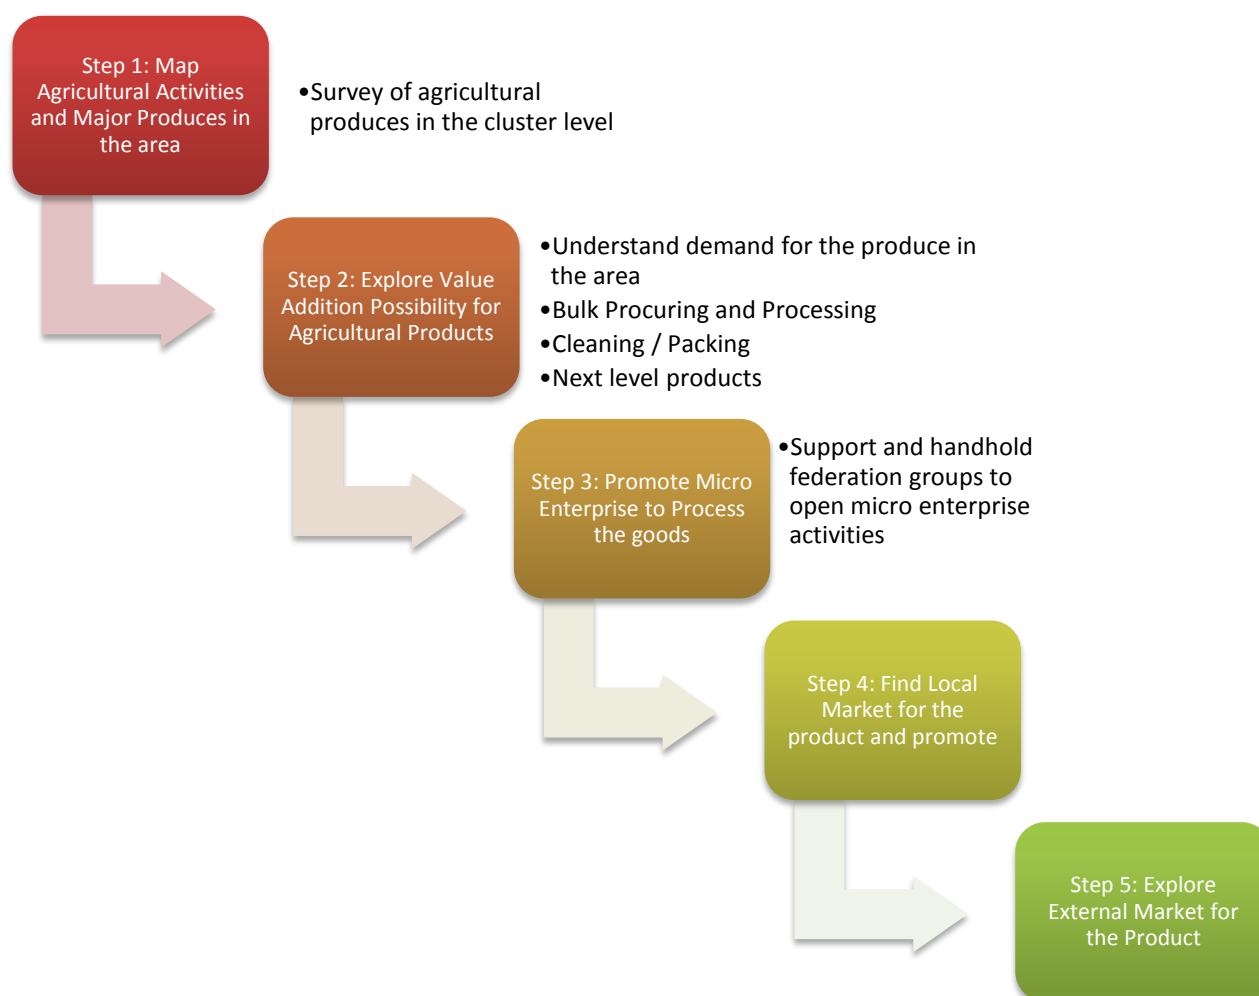 Step 1: Map
Agricultural Activities
and Major Produces in
the area
•Survey of agricultural
produces in the cluster level
Step 2: Explore Value
Addition Possibility for
Agricultural Products
•Understand demand for the produce in
the area
•Bulk Procuring and Processing
•Cleaning / Packing
•Next level products
Step 3: Promote Micro
Enterprise to Process
the goods
•Support and handhold
federation groups to
open micro enterprise
activities
Step 4: Find Local
Market for the
product and promote
Step 5: Explore
External Market for
the Product